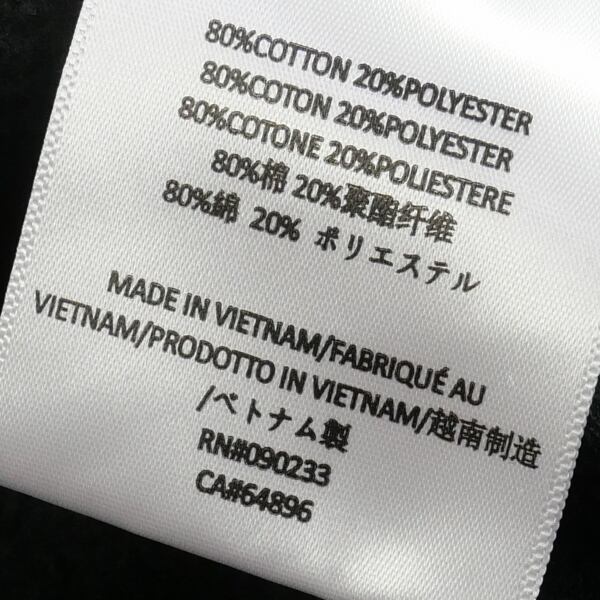 80%COTTON 20%POLYESTER
80%COTON 20%POLYESTER
80%COTONE 20%POLIESTERE
80%棉 20%聚酯纤维
80%綿 20% ポリエステル
MADE IN VIETNAM/FABRIQUÉ AU
VIETNAM/PRODOTTO IN VIETNAM/越南制造
/ベトナム製
RN#090233
CA#64896